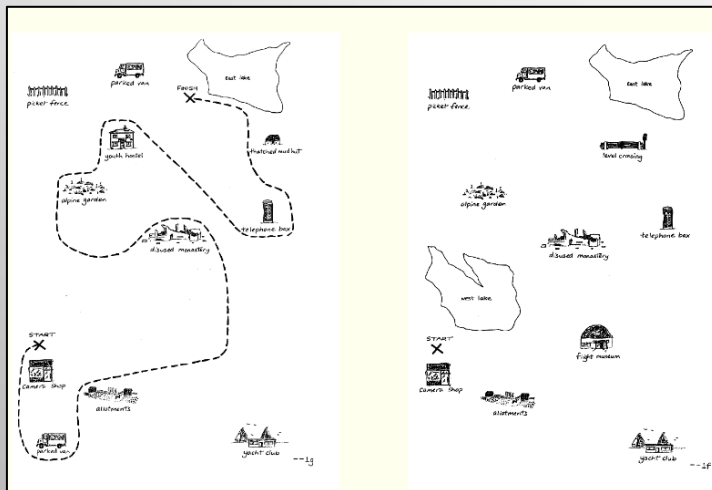 parked van
east lake
picket fence
FINISH
youth hostel
thatched mud hut
alpine garden
telephone box
disused monastery
START
camera shop
allotments
parked van
yacht club
--1g
parked van
east lake
picket fence
level crossing
alpine garden
telephone box
disused monastery
west lake
START
flight museum
camera shop
allotments
yacht club
--1f